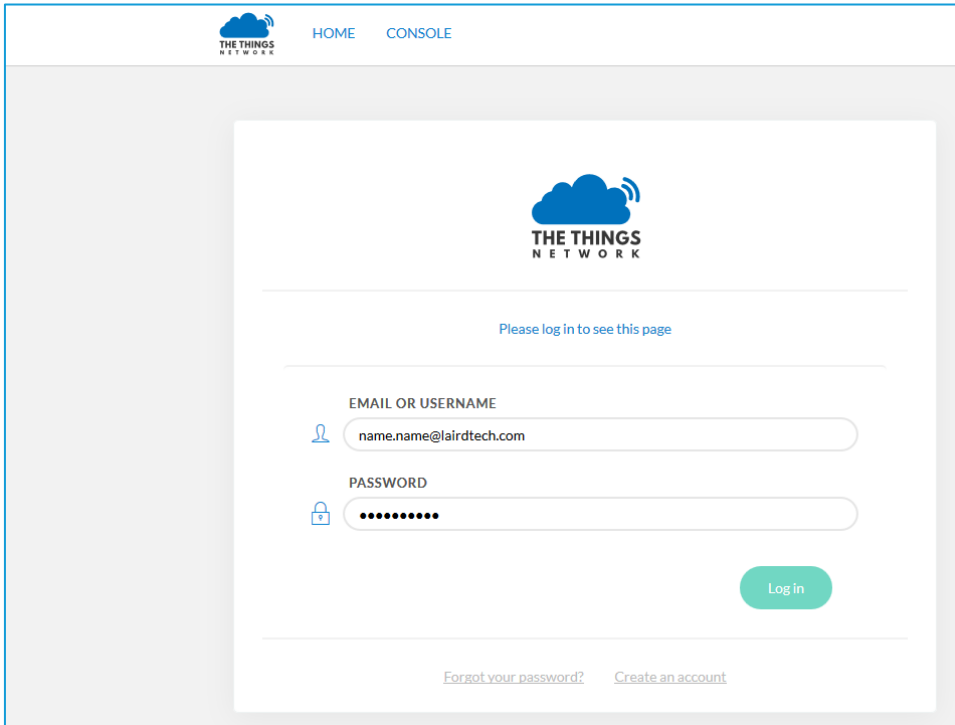 THE THINGS
NETWORK
HOME CONSOLE
THE THINGS
NETWORK
Please log in to see this page
EMAIL OR USERNAME
name.name@lairdtech.com
PASSWORD
••••••••••
Log in
Forgot your password? Create an account